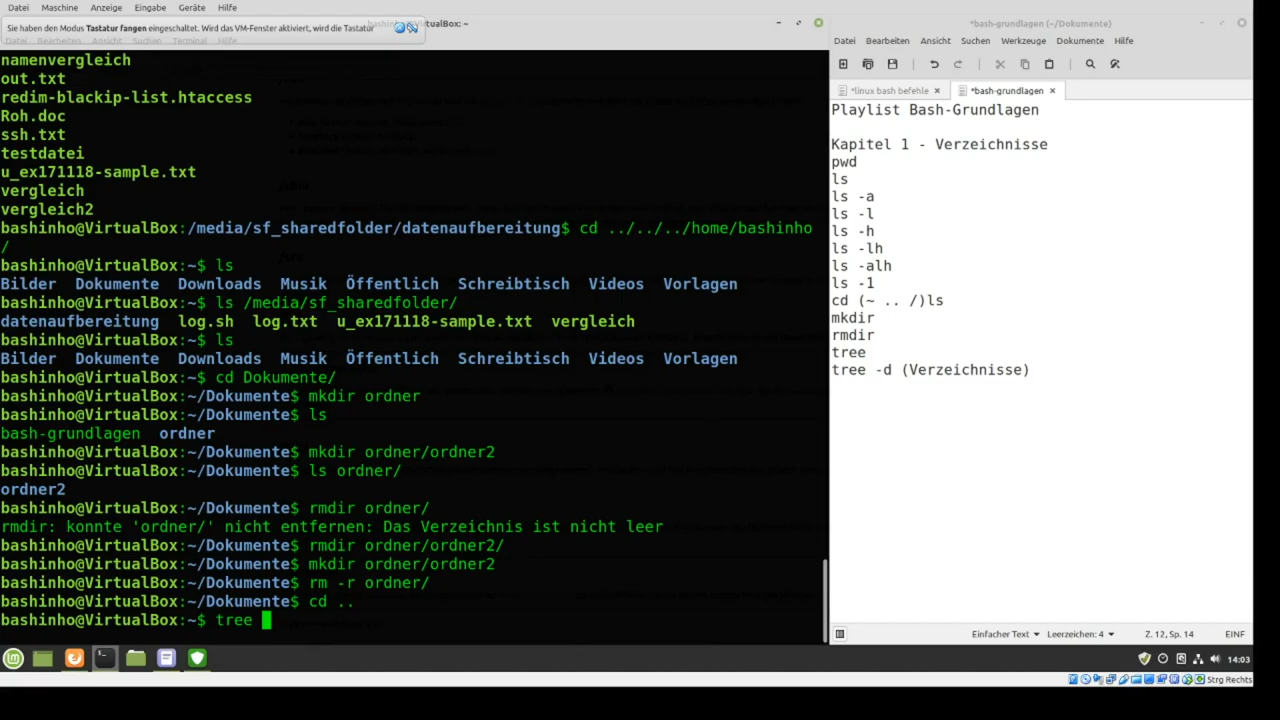 Datei Maschine Anzeige Eingabe Geräte Hilfe
Sie haben den Modus Tastatur fangen eingeschaltet. Wird das VM-Fenster aktiviert, wird die Tastatur
Datei Bearbeiten Ansicht Suchen Terminal Hilfe
namenvergleich
out.txt
redim-blackip-list.htaccess
Roh.doc
ssh.txt
testdatei
u_ex171118-sample.txt
vergleich
vergleich2
bashinho@VirtualBox:/media/sf_sharedfolder/datenaufbereitung$ cd ../../../home/bashinho
/
bashinho@VirtualBox:~$ ls
Bilder Dokumente Downloads Musik Öffentlich Schreibtisch Videos Vorlagen
bashinho@VirtualBox:~$ ls /media/sf_sharedfolder/
datenaufbereitung log.sh log.txt u_ex171118-sample.txt vergleich
bashinho@VirtualBox:~$ ls
Bilder Dokumente Downloads Musik Öffentlich Schreibtisch Videos Vorlagen
bashinho@VirtualBox:~$ cd Dokumente/
bashinho@VirtualBox:~/Dokumente$ mkdir ordner
bashinho@VirtualBox:~/Dokumente$ ls
bash-grundlagen ordner
bashinho@VirtualBox:~/Dokumente$ mkdir ordner/ordner2
bashinho@VirtualBox:~/Dokumente$ ls ordner/
ordner2
bashinho@VirtualBox:~/Dokumente$ rmdir ordner/
rmdir: konnte 'ordner/' nicht entfernen: Das Verzeichnis ist nicht leer
bashinho@VirtualBox:~/Dokumente$ rmdir ordner/ordner2/
bashinho@VirtualBox:~/Dokumente$ mkdir ordner/ordner2
bashinho@VirtualBox:~/Dokumente$ rm -r ordner/
bashinho@VirtualBox:~/Dokumente$ cd ..
bashinho@VirtualBox:~$ tree
*bash-grundlagen (~/Dokumente)
Datei Bearbeiten Ansicht Suchen Werkzeuge Dokumente Hilfe
*linux bash befehle × *bash-grundlagen ×
Playlist Bash-Grundlagen
Kapitel 1 - Verzeichnisse
pwd
ls
ls -a
ls -l
ls -h
ls -lh
ls -alh
ls -1
cd (~ .. /)ls
mkdir
rmdir
tree
tree -d (Verzeichnisse)
Einfacher Text Leerzeichen: 4 Z. 12, Sp. 14 EINF
14:03
Strg Rechts